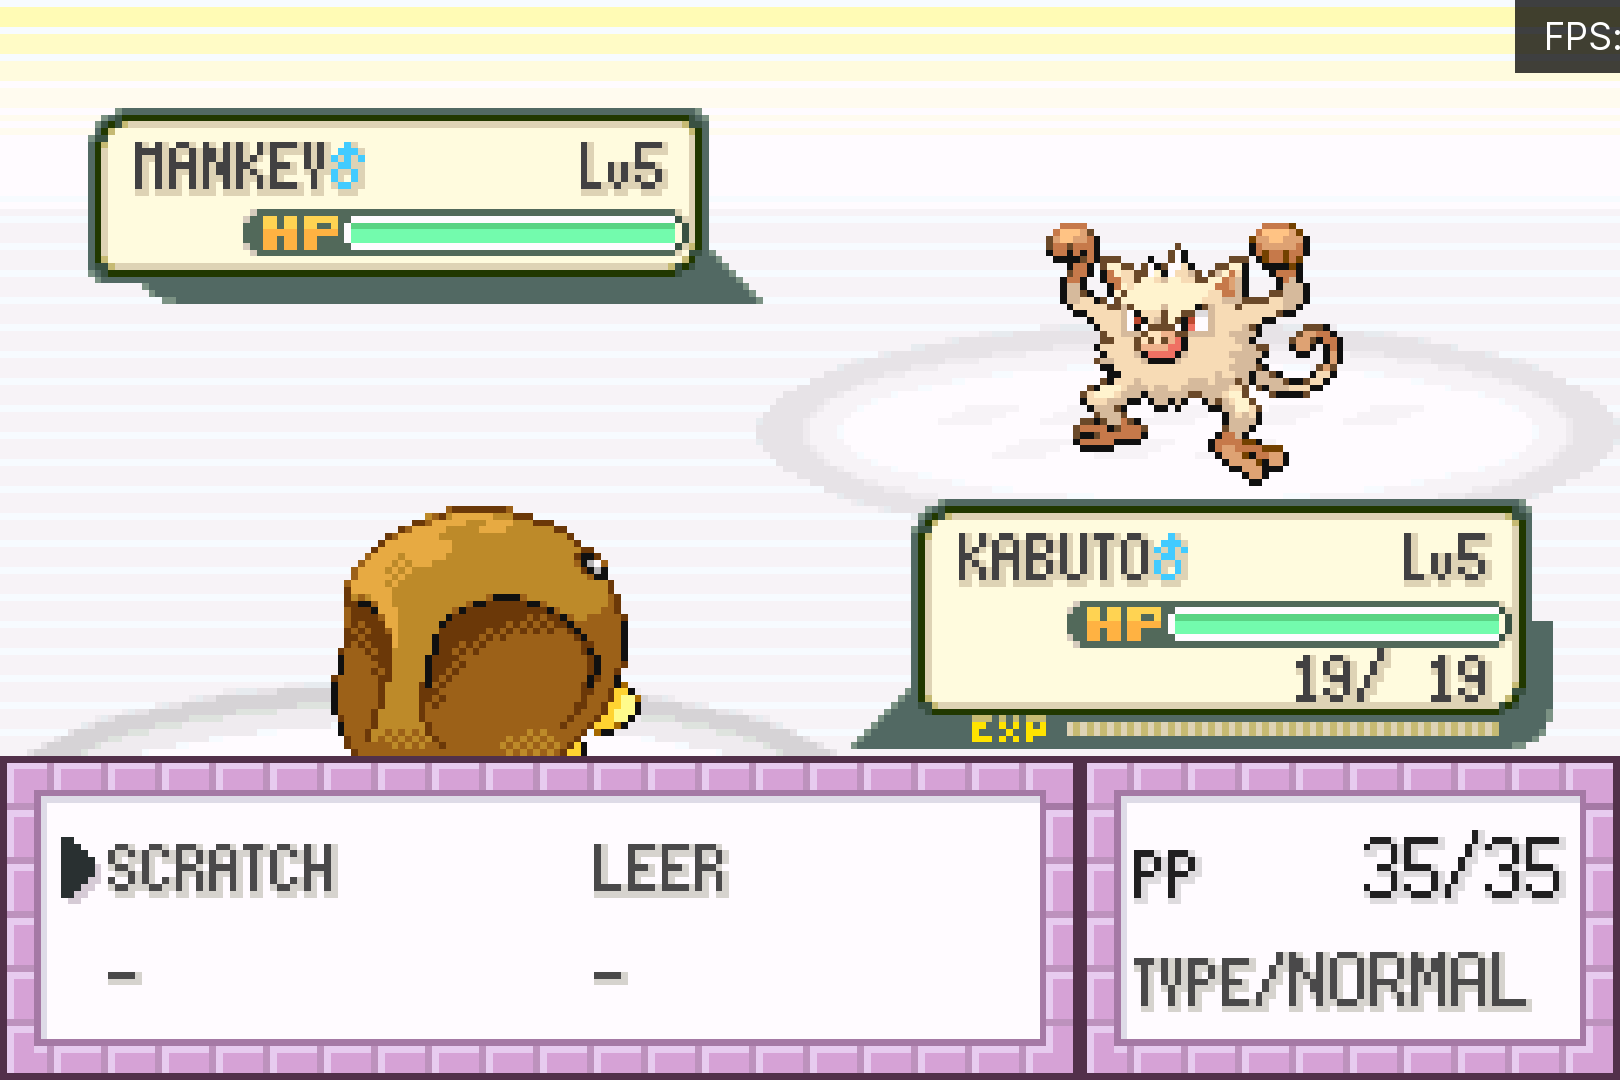 FPS:
MANKEY♂ Lv5
HP
KABUTO♂ Lv5
HP
19/ 19
EXP
▶SCRATCH LEER
- -
PP 35/35
TYPE/NORMAL